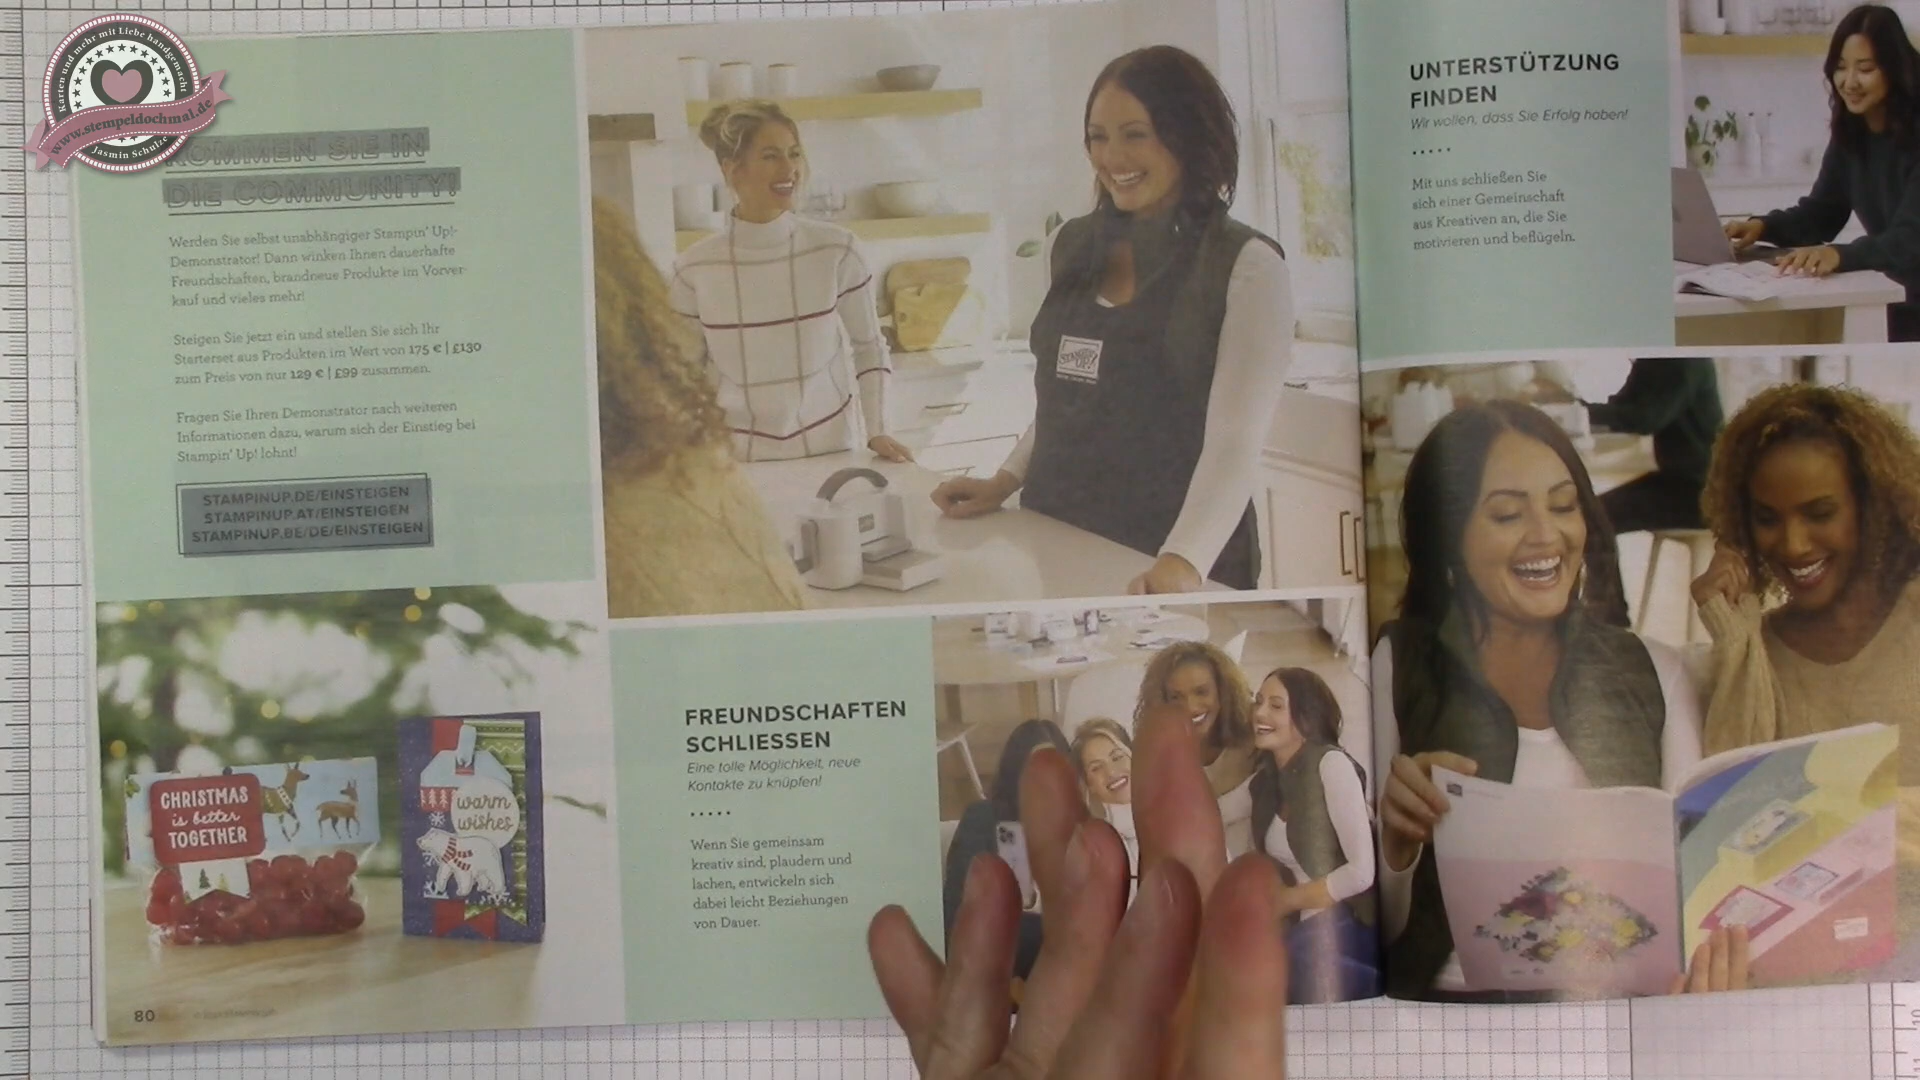 Karten und mehr mit Liebe handgemacht
www.stempeldochmal.de
Jasmin Schulze
KOMMEN SIE IN
DIE COMMUNITY!
Werden Sie selbst unabhängiger Stampin' Up!-
Demonstrator! Dann winken Ihnen dauerhafte
Freundschaften, brandneue Produkte im Vorver-
kauf und vieles mehr!
Steigen Sie jetzt ein und stellen Sie sich Ihr
Starterset aus Produkten im Wert von 175 € | £130
zum Preis von nur 129 € | £99 zusammen.
Fragen Sie Ihren Demonstrator nach weiteren
Informationen dazu, warum sich der Einstieg bei
Stampin' Up! lohnt!
STAMPINUP.DE/EINSTEIGEN
STAMPINUP.AT/EINSTEIGEN
STAMPINUP.BE/DE/EINSTEIGEN
STAMPIN'
UP!
CHRISTMAS
is better
TOGETHER
warm
wishes
80
FREUNDSCHAFTEN
SCHLIESSEN
Eine tolle Möglichkeit, neue
Kontakte zu knüpfen!
Wenn Sie gemeinsam
kreativ sind, plaudern und
lachen, entwickeln sich
dabei leicht Beziehungen
von Dauer.
UNTERSTÜTZUNG
FINDEN
Wir wollen, dass Sie Erfolg haben!
Mit uns schließen Sie
sich einer Gemeinschaft
aus Kreativen an, die Sie
motivieren und beflügeln.